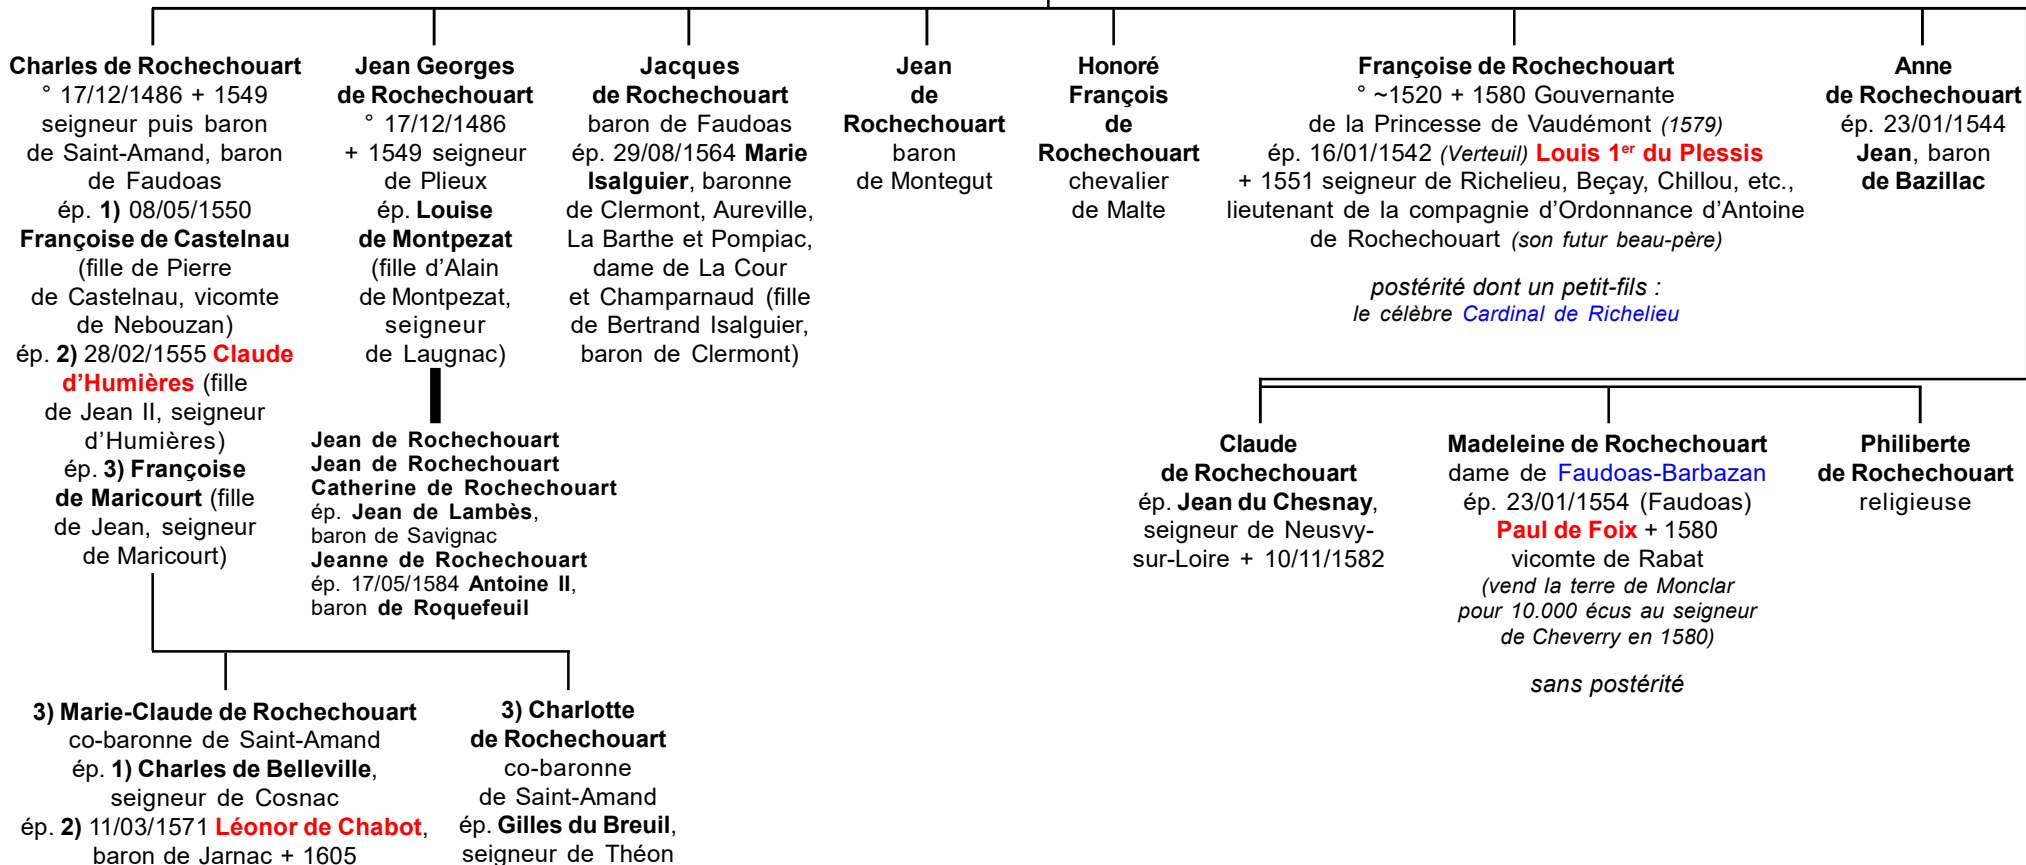 Charles de Rochechouart
° 17/12/1486 + 1549
seigneur puis baron
de Saint-Amand, baron
de Faudoas
ép. 1) 08/05/1550
Françoise de Castelnau
(fille de Pierre
de Castelnau, vicomte
de Nebouzan)
ép. 2) 28/02/1555 Claude
d'Humières (fille
de Jean II, seigneur
d'Humières)
ép. 3) Françoise
de Maricourt (fille
de Jean, seigneur
de Maricourt)
Jean Georges
de Rochechouart
° 17/12/1486
+ 1549 seigneur
de Plieux
ép. Louise
de Montpezat
(fille d'Alain
de Montpezat,
seigneur
de Laugnac)
Jacques
de Rochechouart
baron de Faudoas
ép. 29/08/1564 Marie
Isalguier, baronne
de Clermont, Aureville,
La Barthe et Pompiac,
dame de La Cour
et Champarnaud (fille
de Bertrand Isalguier,
baron de Clermont)
Jean
de
Rochechouart
baron
de Montegut
Honoré
François
de
Rochechouart
chevalier
de Malte
Françoise de Rochechouart
° ~1520 + 1580 Gouvernante
de la Princesse de Vaudémont (1579)
ép. 16/01/1542 (Verteuil) Louis 1er du Plessis
+ 1551 seigneur de Richelieu, Beçay, Chillou, etc.,
lieutenant de la compagnie d'Ordonnance d'Antoine
de Rochechouart (son futur beau-père)
postérité dont un petit-fils :
le célèbre Cardinal de Richelieu
Anne
de Rochechouart
ép. 23/01/1544
Jean, baron
de Bazillac
Jean de Rochechouart
Jean de Rochechouart
Catherine de Rochechouart
ép. Jean de Lambès,
baron de Savignac
Jeanne de Rochechouart
ép. 17/05/1584 Antoine II,
baron de Roquefeuil
Claude
de Rochechouart
ép. Jean du Chesnay,
seigneur de Neusvy-
sur-Loire + 10/11/1582
Madeleine de Rochechouart
dame de Faudoas-Barbazan
ép. 23/01/1554 (Faudoas)
Paul de Foix + 1580
vicomte de Rabat
(vend la terre de Monclar
pour 10.000 écus au seigneur
de Cheverry en 1580)
sans postérité
Philiberte
de Rochechouart
religieuse
3) Marie-Claude de Rochechouart
co-baronne de Saint-Amand
ép. 1) Charles de Belleville,
seigneur de Cosnac
ép. 2) 11/03/1571 Léonor de Chabot,
baron de Jarnac + 1605
3) Charlotte
de Rochechouart
co-baronne
de Saint-Amand
ép. Gilles du Breuil,
seigneur de Théon